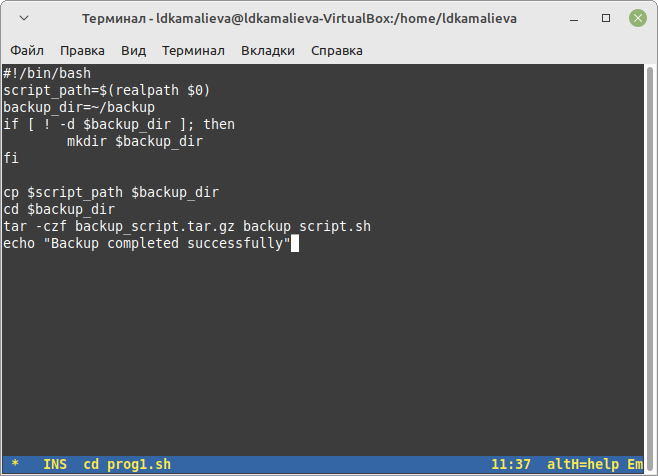 Терминал - ldkamalieva@ldkamalieva-VirtualBox:/home/ldkamalieva
Файл Правка Вид Терминал Вкладки Справка
#!/bin/bash
script_path=$(realpath $0)
backup_dir=~/backup
if [ ! -d $backup_dir ]; then
        mkdir $backup_dir
fi

cp $script_path $backup_dir
cd $backup_dir
tar -czf backup_script.tar.gz backup_script.sh
echo "Backup completed successfully"
* INS cd prog1.sh 11:37 altH=help Em